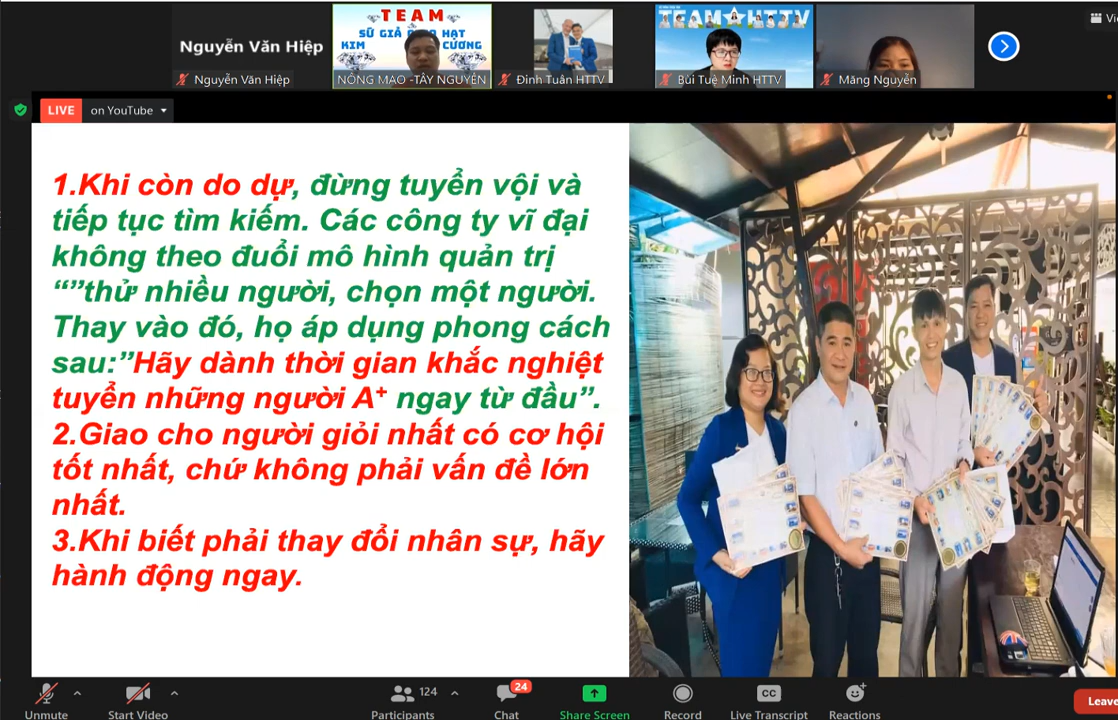 Vi
Nguyễn Văn Hiệp
Nguyễn Văn Hiệp
TEAM
SỨ GIẢ GIEO HẠT
KIM CƯƠNG
NÔNG MAO -TÂY NGUYÊN
Đinh Tuân HTTV
TEAM HTTV
Bùi Tuệ Minh HTTV
Măng Nguyễn
LIVE on YouTube
1.Khi còn do dự, đừng tuyển vội và
tiếp tục tìm kiếm. Các công ty vĩ đại
không theo đuổi mô hình quản trị
“”thử nhiều người, chọn một người.
Thay vào đó, họ áp dụng phong cách
sau:”Hãy dành thời gian khắc nghiệt
tuyển những người A+ ngay từ đầu”.
2.Giao cho người giỏi nhất có cơ hội
tốt nhất, chứ không phải vấn đề lớn
nhất.
3.Khi biết phải thay đổi nhân sự, hãy
hành động ngay.
124
24
CC
Unmute
Start Video
Participants
Chat
Share Screen
Record
Live Transcript
Reactions
Leave